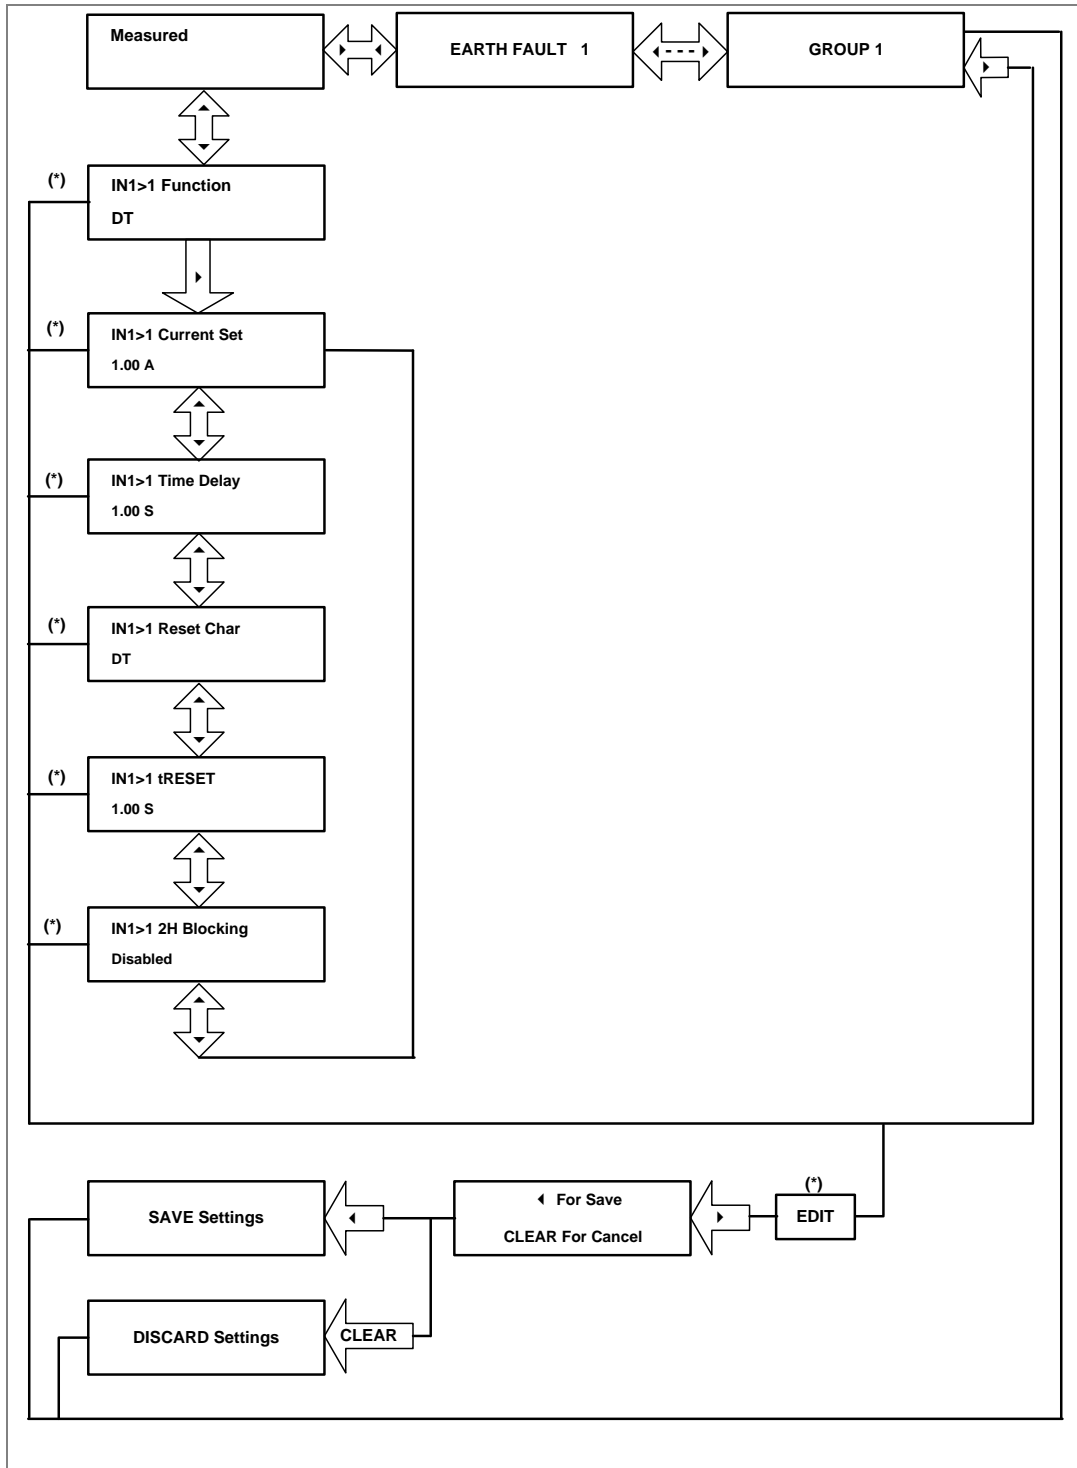 Measured
EARTH FAULT 1
GROUP 1
(*)
IN1>1 Function
DT
(*)
IN1>1 Current Set
1.00 A
(*)
IN1>1 Time Delay
1.00 S
(*)
IN1>1 Reset Char
DT
(*)
IN1>1 tRESET
1.00 S
(*)
IN1>1 2H Blocking
Disabled
SAVE Settings
For Save
CLEAR For Cancel
(*)
EDIT
DISCARD Settings
CLEAR